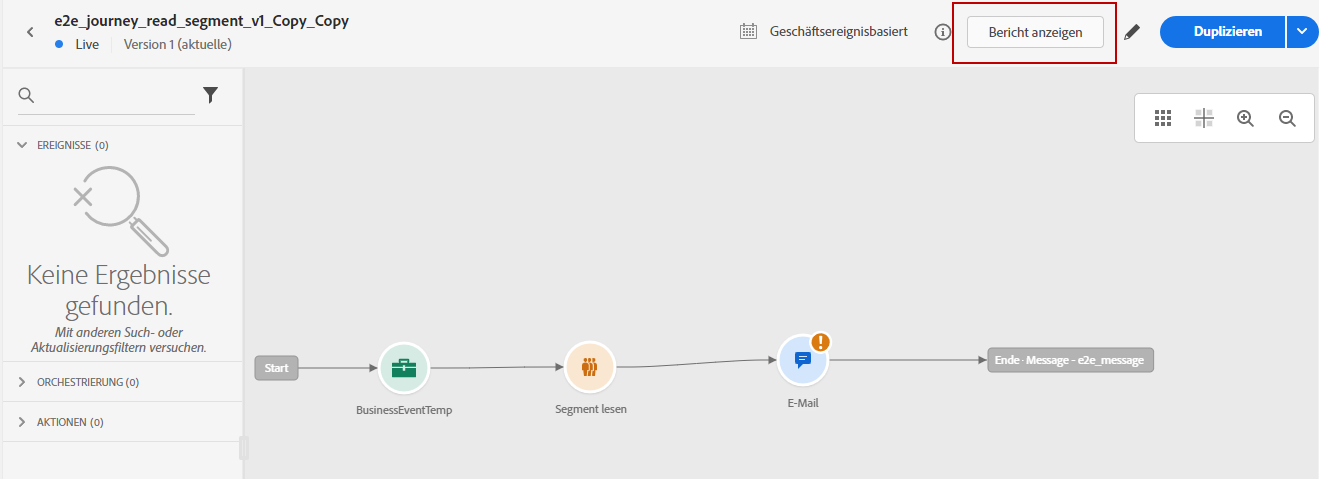 e2e_journey_read_segment_v1_Copy_Copy
Live Version 1 (aktuelle)
Geschäftsereignisbasiert
Bericht anzeigen
Duplizieren
EREIGNISSE (0)
Keine Ergebnisse
gefunden.
Mit anderen Such- oder
Aktualisierungsfiltern versuchen.
ORCHESTRIERUNG (0)
AKTIONEN (0)
Start
BusinessEventTemp
Segment lesen
E-Mail
Ende - Message - e2e_message